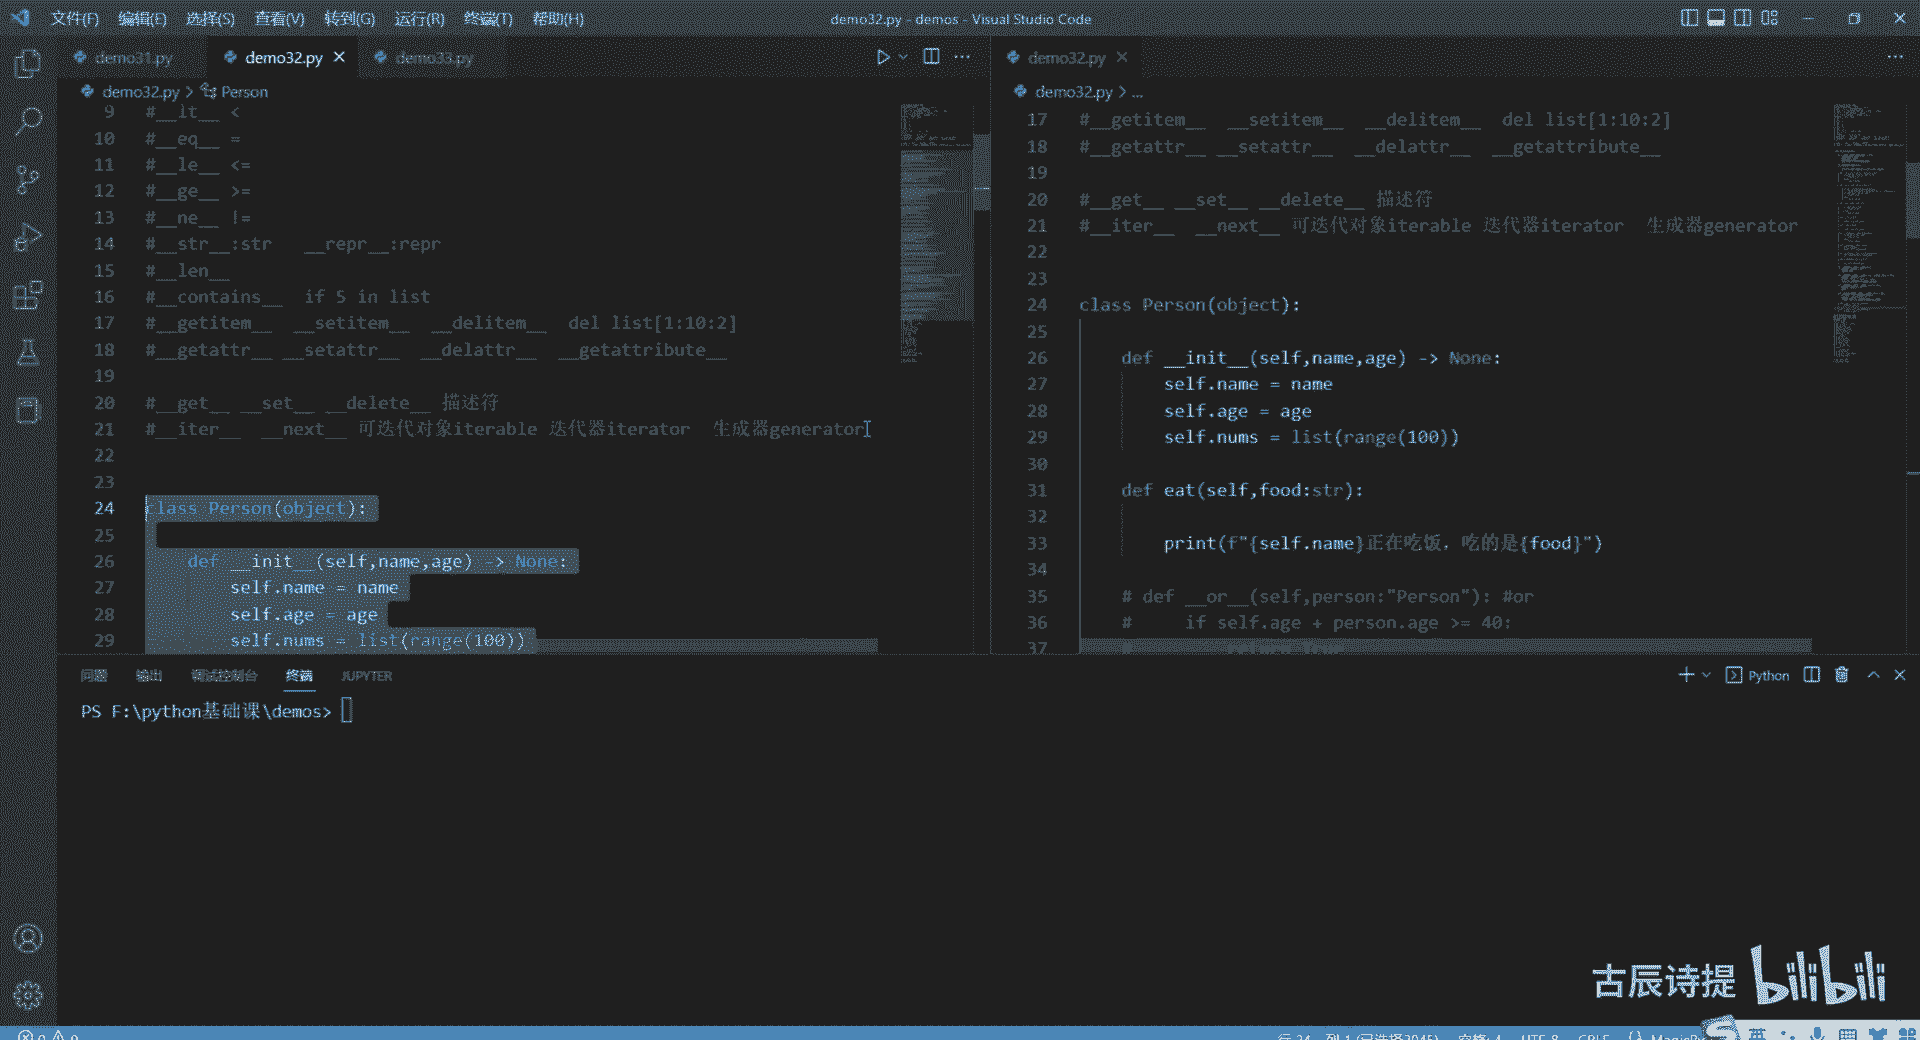 文件(F) 编辑(E) 选择(S) 查看(V) 转到(G) 运行(R) 终端(T) 帮助(H) demo32.py - demos - Visual Studio Code
demo31.py demo32.py demo33.py
demo32.py > Person
9 #__lt__ <
10 #__eq__ =
11 #__le__ <=
12 #__ge__ >=
13 #__ne__ !=
14 #__str__:str __repr__:repr
15 #__len__
16 #__contains__ if 5 in list
17 #__getitem__ __setitem__ __delitem__ del list[1:10:2]
18 #__getattr__ __setattr__ __delattr__ __getattribute__
19
20 #__get__ __set__ __delete__ 描述符
21 #__iter__ __next__ 可迭代对象iterable 迭代器iterator 生成器generator
22
23
24 class Person(object):
25
26 def __init__(self,name,age) -> None:
27 self.name = name
28 self.age = age
29 self.nums = list(range(100))
demo32.py
demo32.py > ...
17 #__getitem__ __setitem__ __delitem__ del list[1:10:2]
18 #__getattr__ __setattr__ __delattr__ __getattribute__
19
20 #__get__ __set__ __delete__ 描述符
21 #__iter__ __next__ 可迭代对象iterable 迭代器iterator 生成器generator
22
23
24 class Person(object):
25
26 def __init__(self,name,age) -> None:
27 self.name = name
28 self.age = age
29 self.nums = list(range(100))
30
31 def eat(self,food:str):
32
33 print(f"{self.name}正在吃饭，吃的是{food}")
34
35 # def __or__(self,person:"Person"): #or
36 # if self.age + person.age >= 40:
37
问题 输出 调试控制台 终端 JUPYTER
Python
PS F:\python基础课\demos>
古辰诗提 bilibili